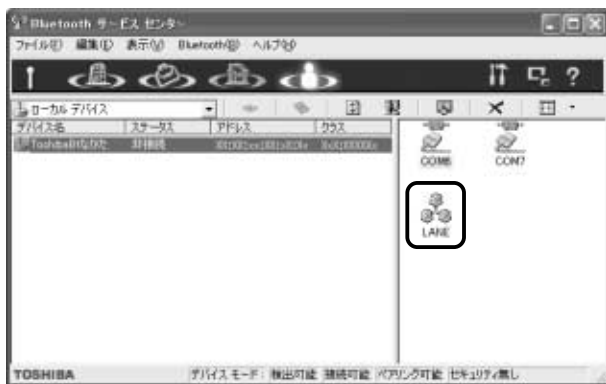 Bluetooth サービス センター
ファイル(F) 編集(E) 表示(V) Bluetooth(B) ヘルプ(H)
ローカル デバイス
デバイス名 ステータス アドレス クラス
非接続
COM6 COM7
LANE
TOSHIBA デバイス モード: 検出可能 接続可能 ペアリング可能 セキュリティ無し